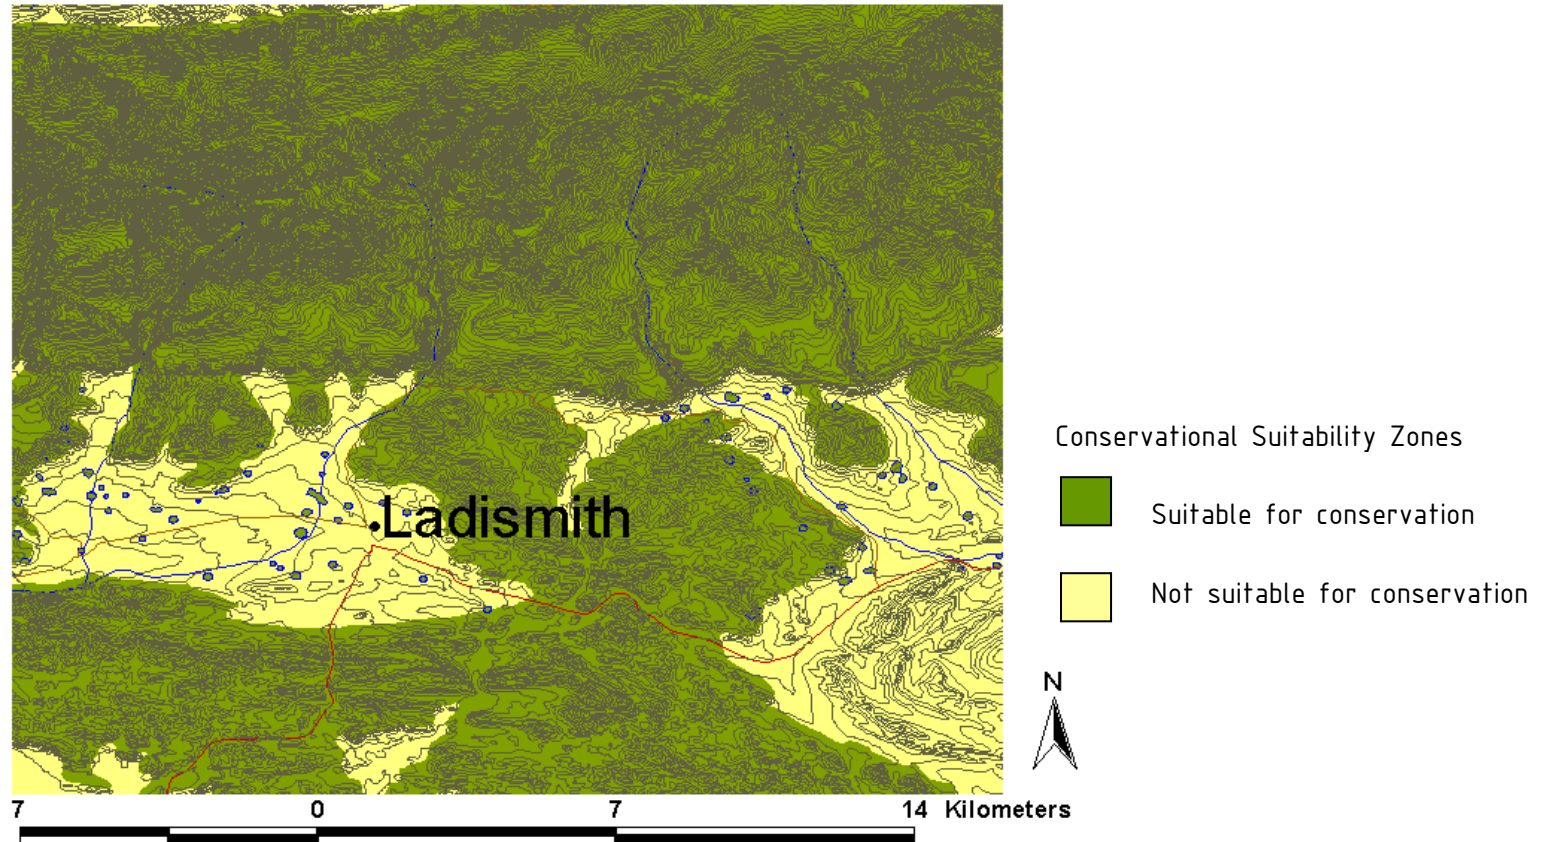 Ladismith
Conservational Suitability Zones
Suitable for conservation
Not suitable for conservation
N
7 0 7 14 Kilometers